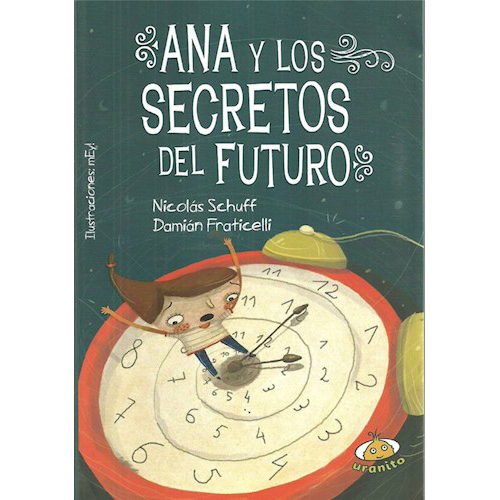 ANA Y LOS
SECRETOS
DEL FUTURO
Nicolás Schuff
Damián Fraticelli
Ilustraciones: mEy!
uranito